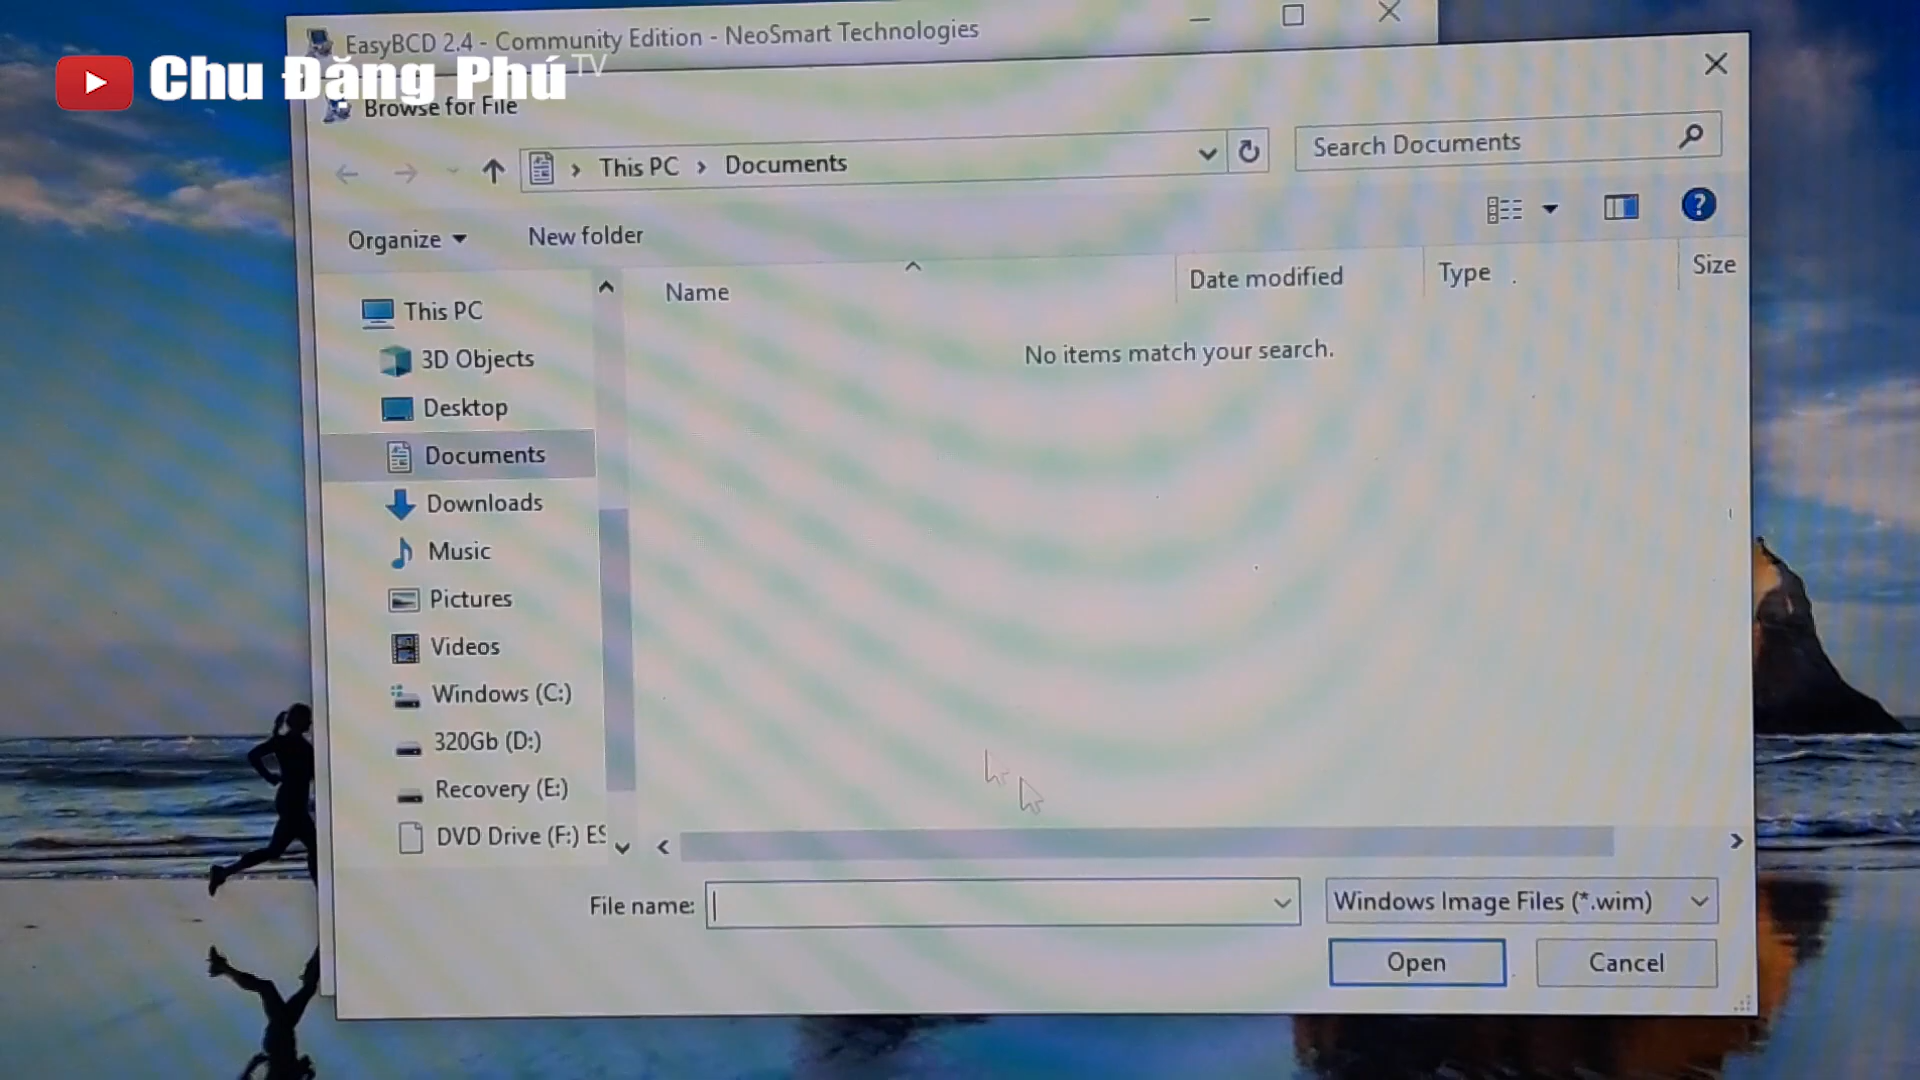 EasyBCD 2.4 - Community Edition - NeoSmart Technologies
Chu Đặng Phú TV
Browse for File
This PC > Documents
Search Documents
Organize
New folder
Name
Date modified
Type
Size
No items match your search.
This PC
3D Objects
Desktop
Documents
Downloads
Music
Pictures
Videos
Windows (C:)
320Gb (D:)
Recovery (E:)
DVD Drive (F:) ES
File name:
Windows Image Files (*.wim)
Open
Cancel